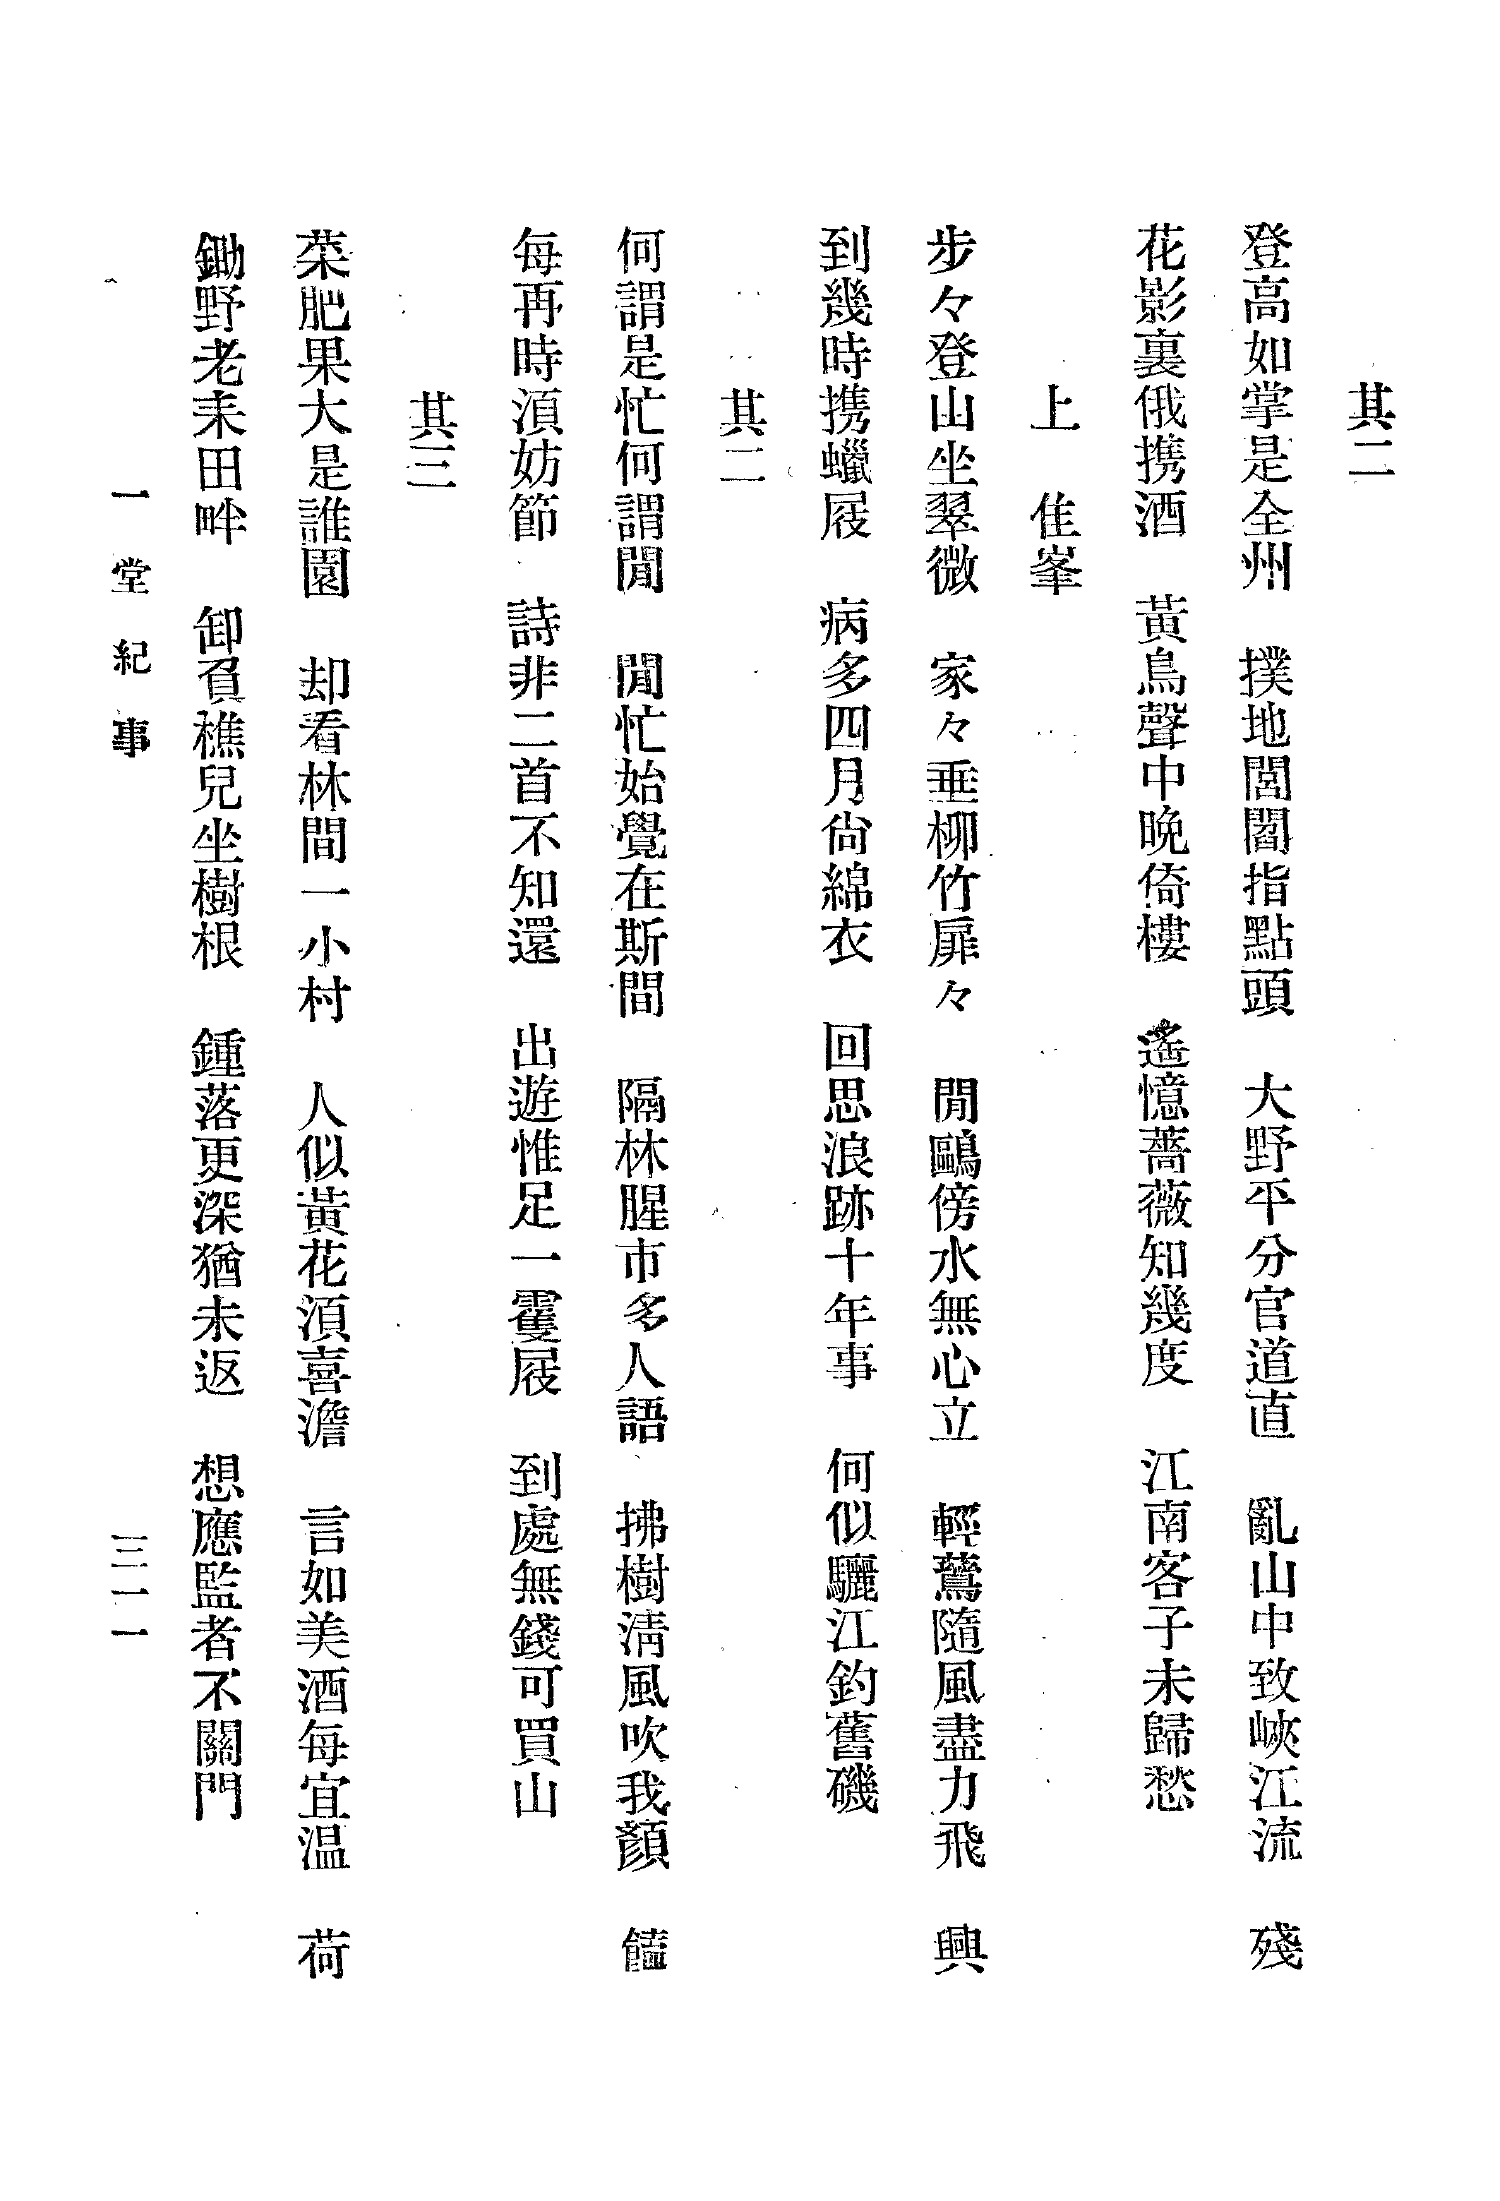 其二
登高如掌是全州　撲地閭閻指點頭　大野平分官道直　亂山中致峽江流　殘
花影裏俄携酒　黃鳥聲中晩倚樓　遙憶薔薇知幾度　江南客子未歸愁
上　佳峯
步々登山坐翠微　家々垂柳竹扉々　閒鷗傍水無心立　輕鶯隨風盡力飛　興
到幾時携蠟屐　病多四月尙綿衣　回思浪跡十年事　何似驪江釣舊磯
其二
何謂是忙何謂閒　閒忙始覺在斯間　隔林腥市多人語　拂樹淸風吹我顏　饐
每再時湏妨節　詩非二首不知還　出遊惟足一霎屐　到處無錢可買山
其三
菜肥果大是誰園　却看林間一小村　人似黃花湏喜澹　言如美酒每宜温　荷
鋤野老耒田畔　卸負樵兒坐樹根　鍾落更深猶未返　想應監者不關門
一堂紀事　三一一